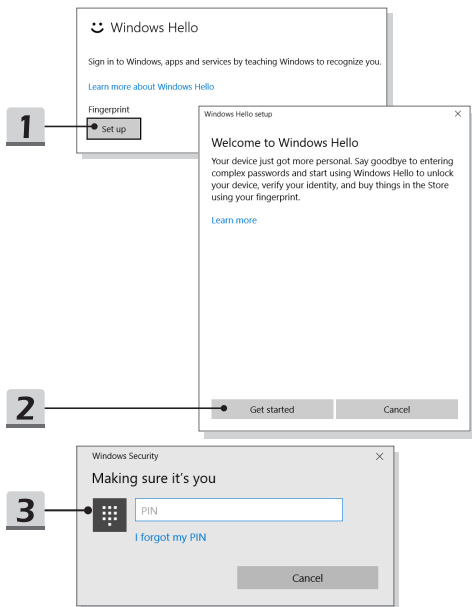 Windows Hello
Sign in to Windows, apps and services by teaching Windows to recognize you.
Learn more about Windows Hello
Fingerprint
1
Set up
Windows Hello setup
Welcome to Windows Hello
Your device just got more personal. Say goodbye to entering
complex passwords and start using Windows Hello to unlock
your device, verify your identity, and buy things in the Store
using your fingerprint.
Learn more
2
Get started
Cancel
Windows Security
Making sure it's you
3
PIN
I forgot my PIN
Cancel